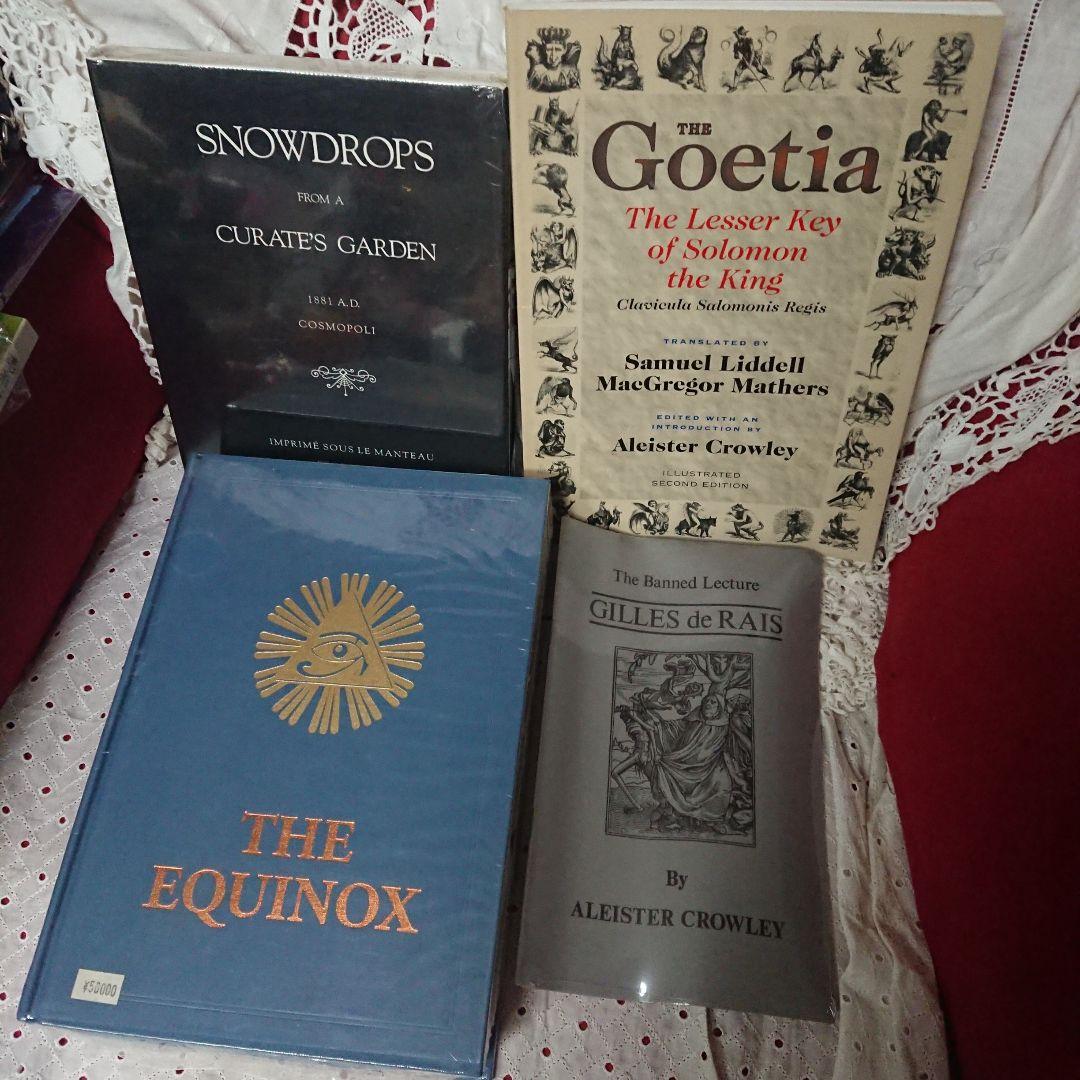 SNOWDROPS
FROM A
CURATE'S GARDEN
1881 A.D.
COSMOPOLI
IMPRIMÉ SOUS LE MANTEAU
THE
Goetia
The Lesser Key
of Solomon
the King
Clavicula Salomonis Regis
TRANSLATED BY
Samuel Liddell
MacGregor Mathers
EDITED WITH AN
INTRODUCTION BY
Aleister Crowley
ILLUSTRATED
SECOND EDITION
THE
EQUINOX
¥50000
The Banned Lecture
GILLES de RAIS
By
ALEISTER CROWLEY